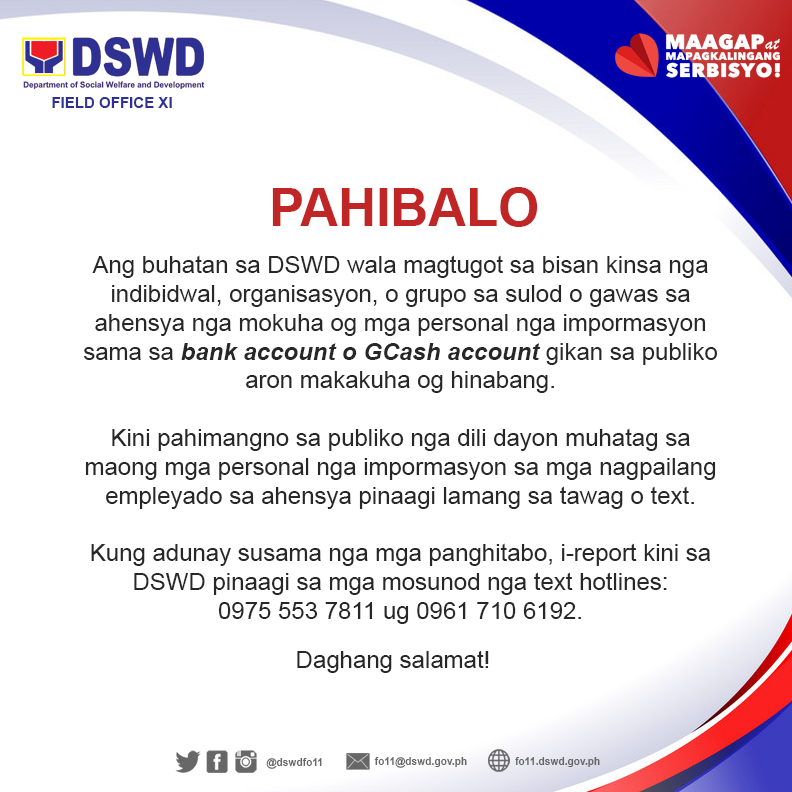 DSWD
Department of Social Welfare and Development
FIELD OFFICE XI
MAAGAP at
MAPAGKALINGANG
SERBISYO!
PAHIBALO
Ang buhatan sa DSWD wala magtugot sa bisan kinsa nga
indibidwal, organisasyon, o grupo sa sulod o gawas sa
ahensya nga mokuha og mga personal nga impormasyon
sama sa bank account o GCash account gikan sa publiko
aron makakuha og hinabang.
Kini pahimangno sa publiko nga dili dayon muhatag sa
maong mga personal nga impormasyon sa mga nagpailang
empleyado sa ahensya pinaagi lamang sa tawag o text.
Kung adunay susama nga mga panghitabo, i-report kini sa
DSWD pinaagi sa mga mosunod nga text hotlines:
0975 553 7811 ug 0961 710 6192.
Daghang salamat!
@dswdfo11 fo11@dswd.gov.ph fo11.dswd.gov.ph